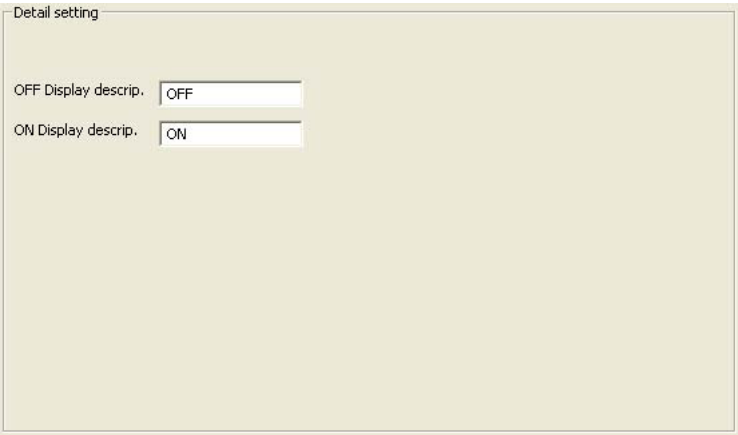 Detail setting
OFF Display descrip. OFF
ON Display descrip. ON